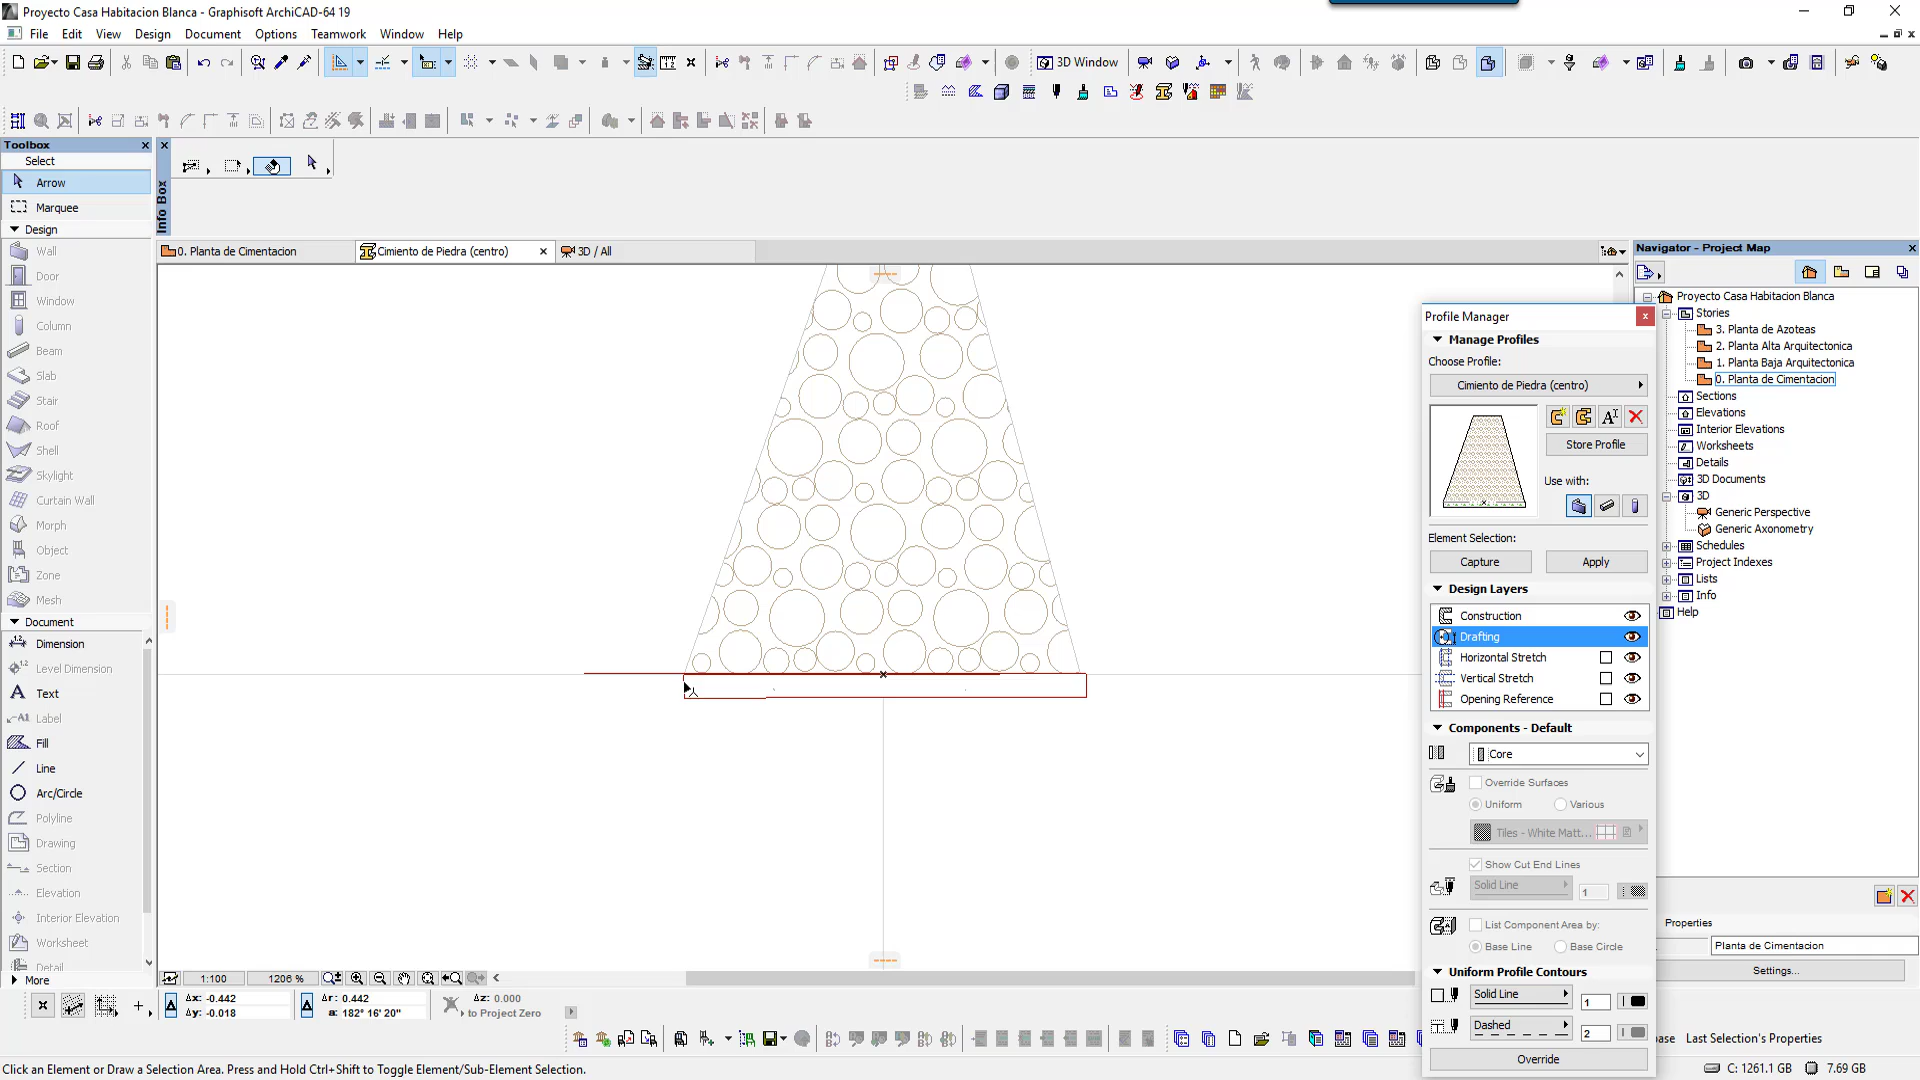 Proyecto Casa Habitacion Blanca - Graphisoft ArchiCAD-64 19
File Edit View Design Document Options Teamwork Window Help
3D Window
Toolbox
Select
Arrow
Marquee
Design
Wall
Door
Window
Column
Beam
Slab
Stair
Roof
Shell
Skylight
Curtain Wall
Morph
Object
Zone
Mesh
Document
Dimension
Level Dimension
Text
Label
Fill
Line
Arc/Circle
Polyline
Drawing
Section
Elevation
Interior Elevation
Worksheet
Detail
More
Info Box
0. Planta de Cimentacion
Cimiento de Piedra (centro)
3D / All
Profile Manager
Manage Profiles
Choose Profile:
Cimiento de Piedra (centro)
Store Profile
Use with:
Element Selection:
Capture Apply
Design Layers
Construction
Drafting
Horizontal Stretch
Vertical Stretch
Opening Reference
Components - Default
Core
Override Surfaces
Uniform Various
Tiles - White Matt...
Show Cut End Lines
Solid Line 1
List Component Area by:
Base Line Base Circle
Uniform Profile Contours
Solid Line 1
Dashed 2
Override
Navigator - Project Map
Proyecto Casa Habitacion Blanca
Stories
3. Planta de Azoteas
2. Planta Alta Arquitectonica
1. Planta Baja Arquitectonica
0. Planta de Cimentacion
Sections
Elevations
Interior Elevations
Worksheets
Details
3D Documents
3D
Generic Perspective
Generic Axonometry
Schedules
Project Indexes
Lists
Info
Help
Properties
Planta de Cimentacion
Settings...
1:100 1206 %
Δx: -0.442 Δr: 0.442 Δz: 0.000
Δy: -0.018 a: 182° 16' 20" to Project Zero
Last Selection's Properties
Click an Element or Draw a Selection Area. Press and Hold Ctrl+Shift to Toggle Element/Sub-Element Selection.
C: 1261.1 GB 7.69 GB